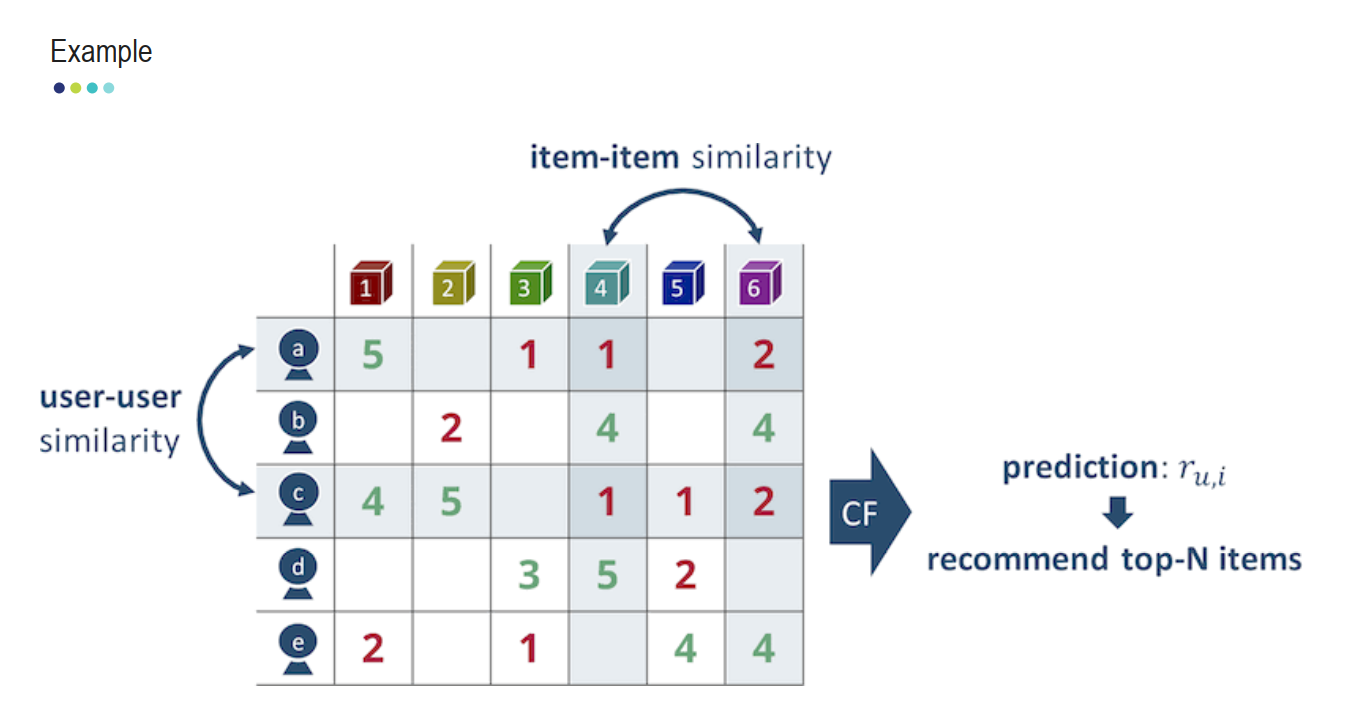 Example
item-item similarity
1 2 3 4 5 6
a 5 1 1 2
user-user
similarity
b 2 4 4
c 4 5 1 1 2
CF
prediction: r_{u,i}
recommend top-N items
d 3 5 2
e 2 1 4 4